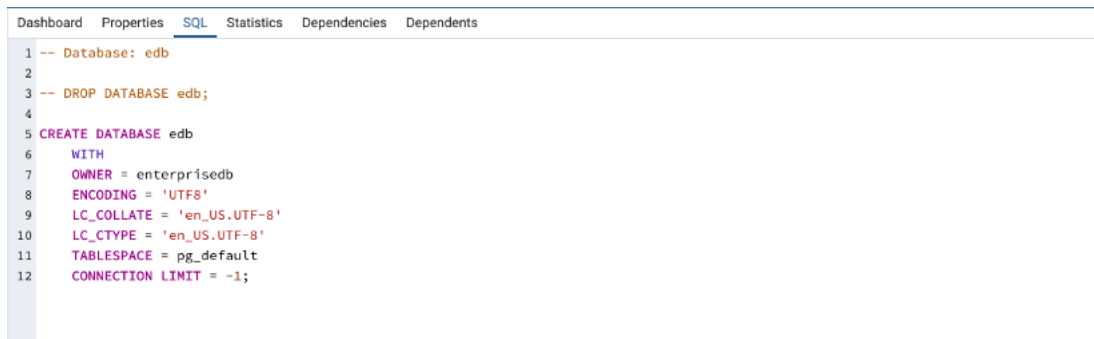 Dashboard Properties SQL Statistics Dependencies Dependents
1 -- Database: edb
2
3 -- DROP DATABASE edb;
4
5 CREATE DATABASE edb
6 WITH
7 OWNER = enterprisedb
8 ENCODING = 'UTF8'
9 LC_COLLATE = 'en_US.UTF-8'
10 LC_CTYPE = 'en_US.UTF-8'
11 TABLESPACE = pg_default
12 CONNECTION LIMIT = -1;